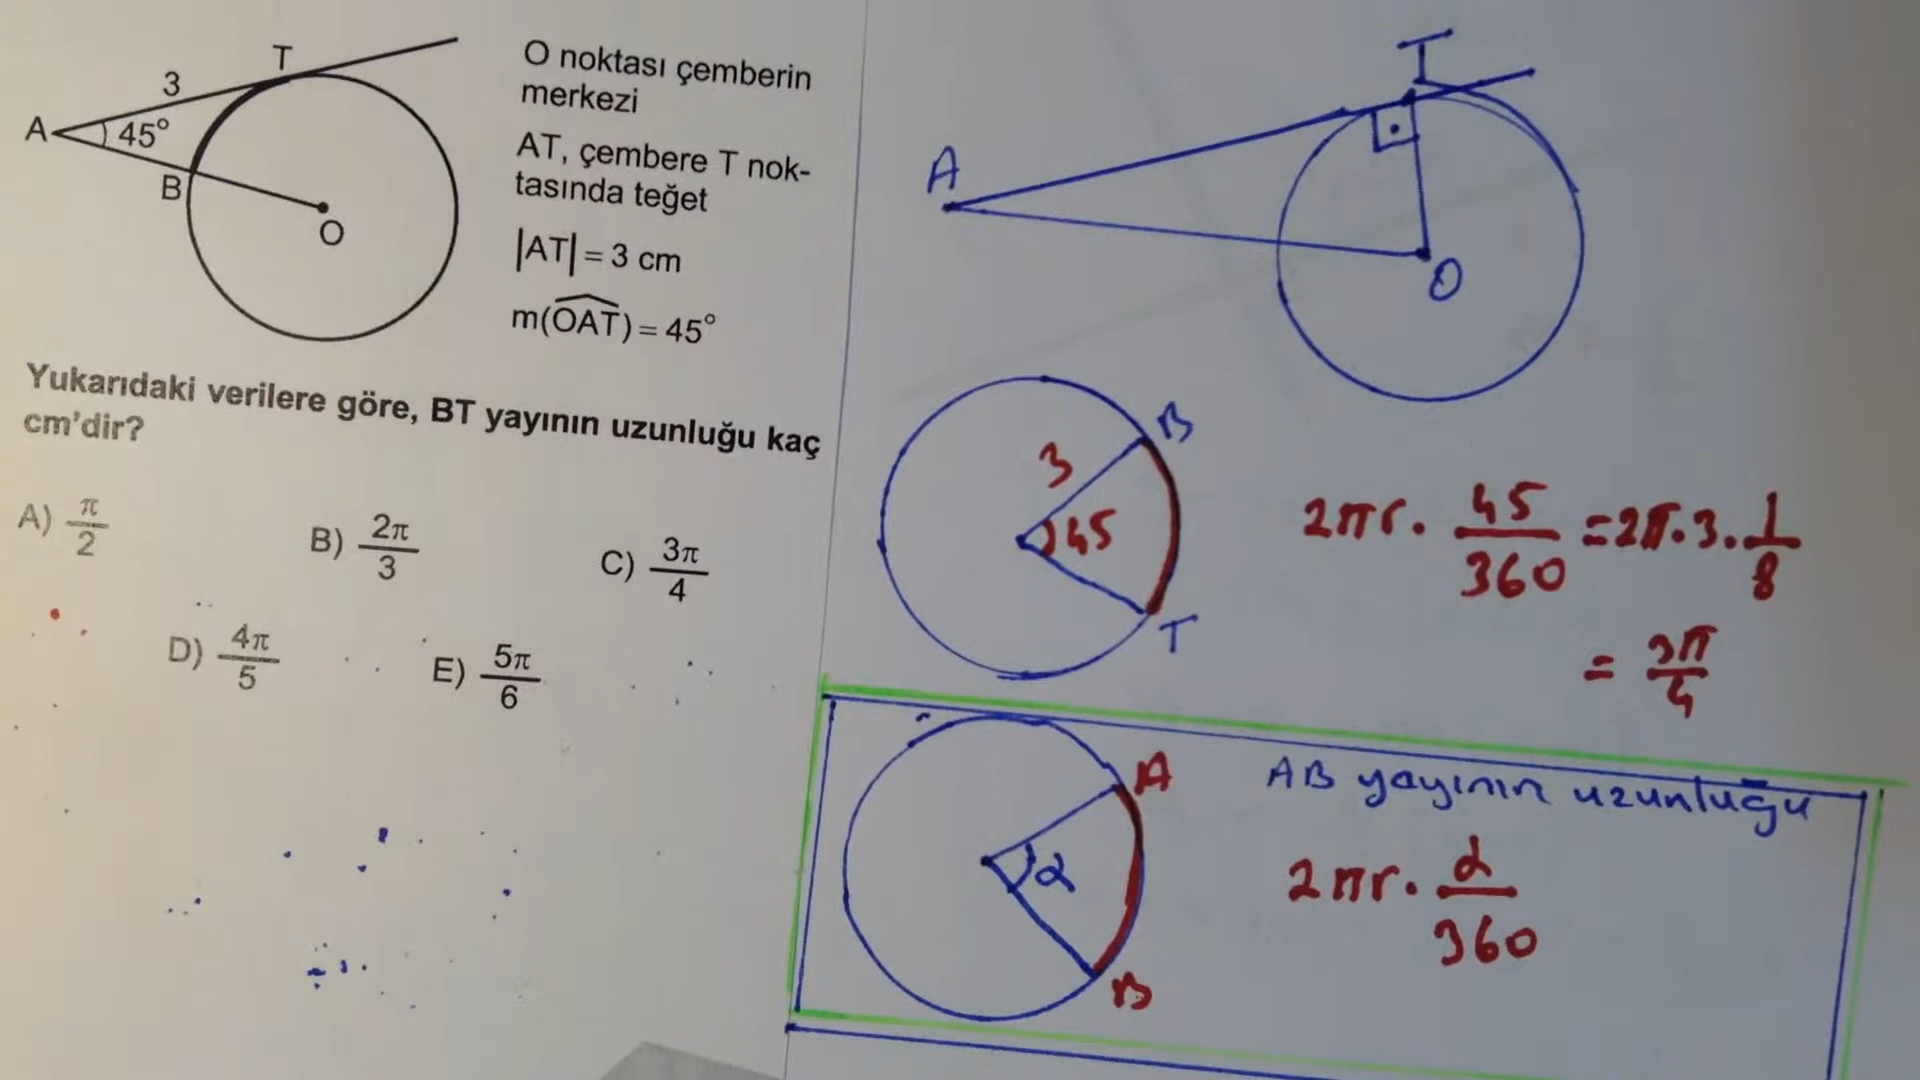 T
3
A
45°
B
O
O noktası çemberin
merkezi
AT, çembere T nok-
tasında teğet
|AT| = 3 cm
m(OAT) = 45°
Yukarıdaki verilere göre, BT yayının uzunluğu kaç
cm'dir?
A) π/2
B) 2π/3
C) 3π/4
D) 4π/5
E) 5π/6
T
A
O
B
3
45
T
2πr · 45/360 = 2π·3·1/8
= 3π/4
A
α
B
AB yayının uzunluğu
2πr · α/360